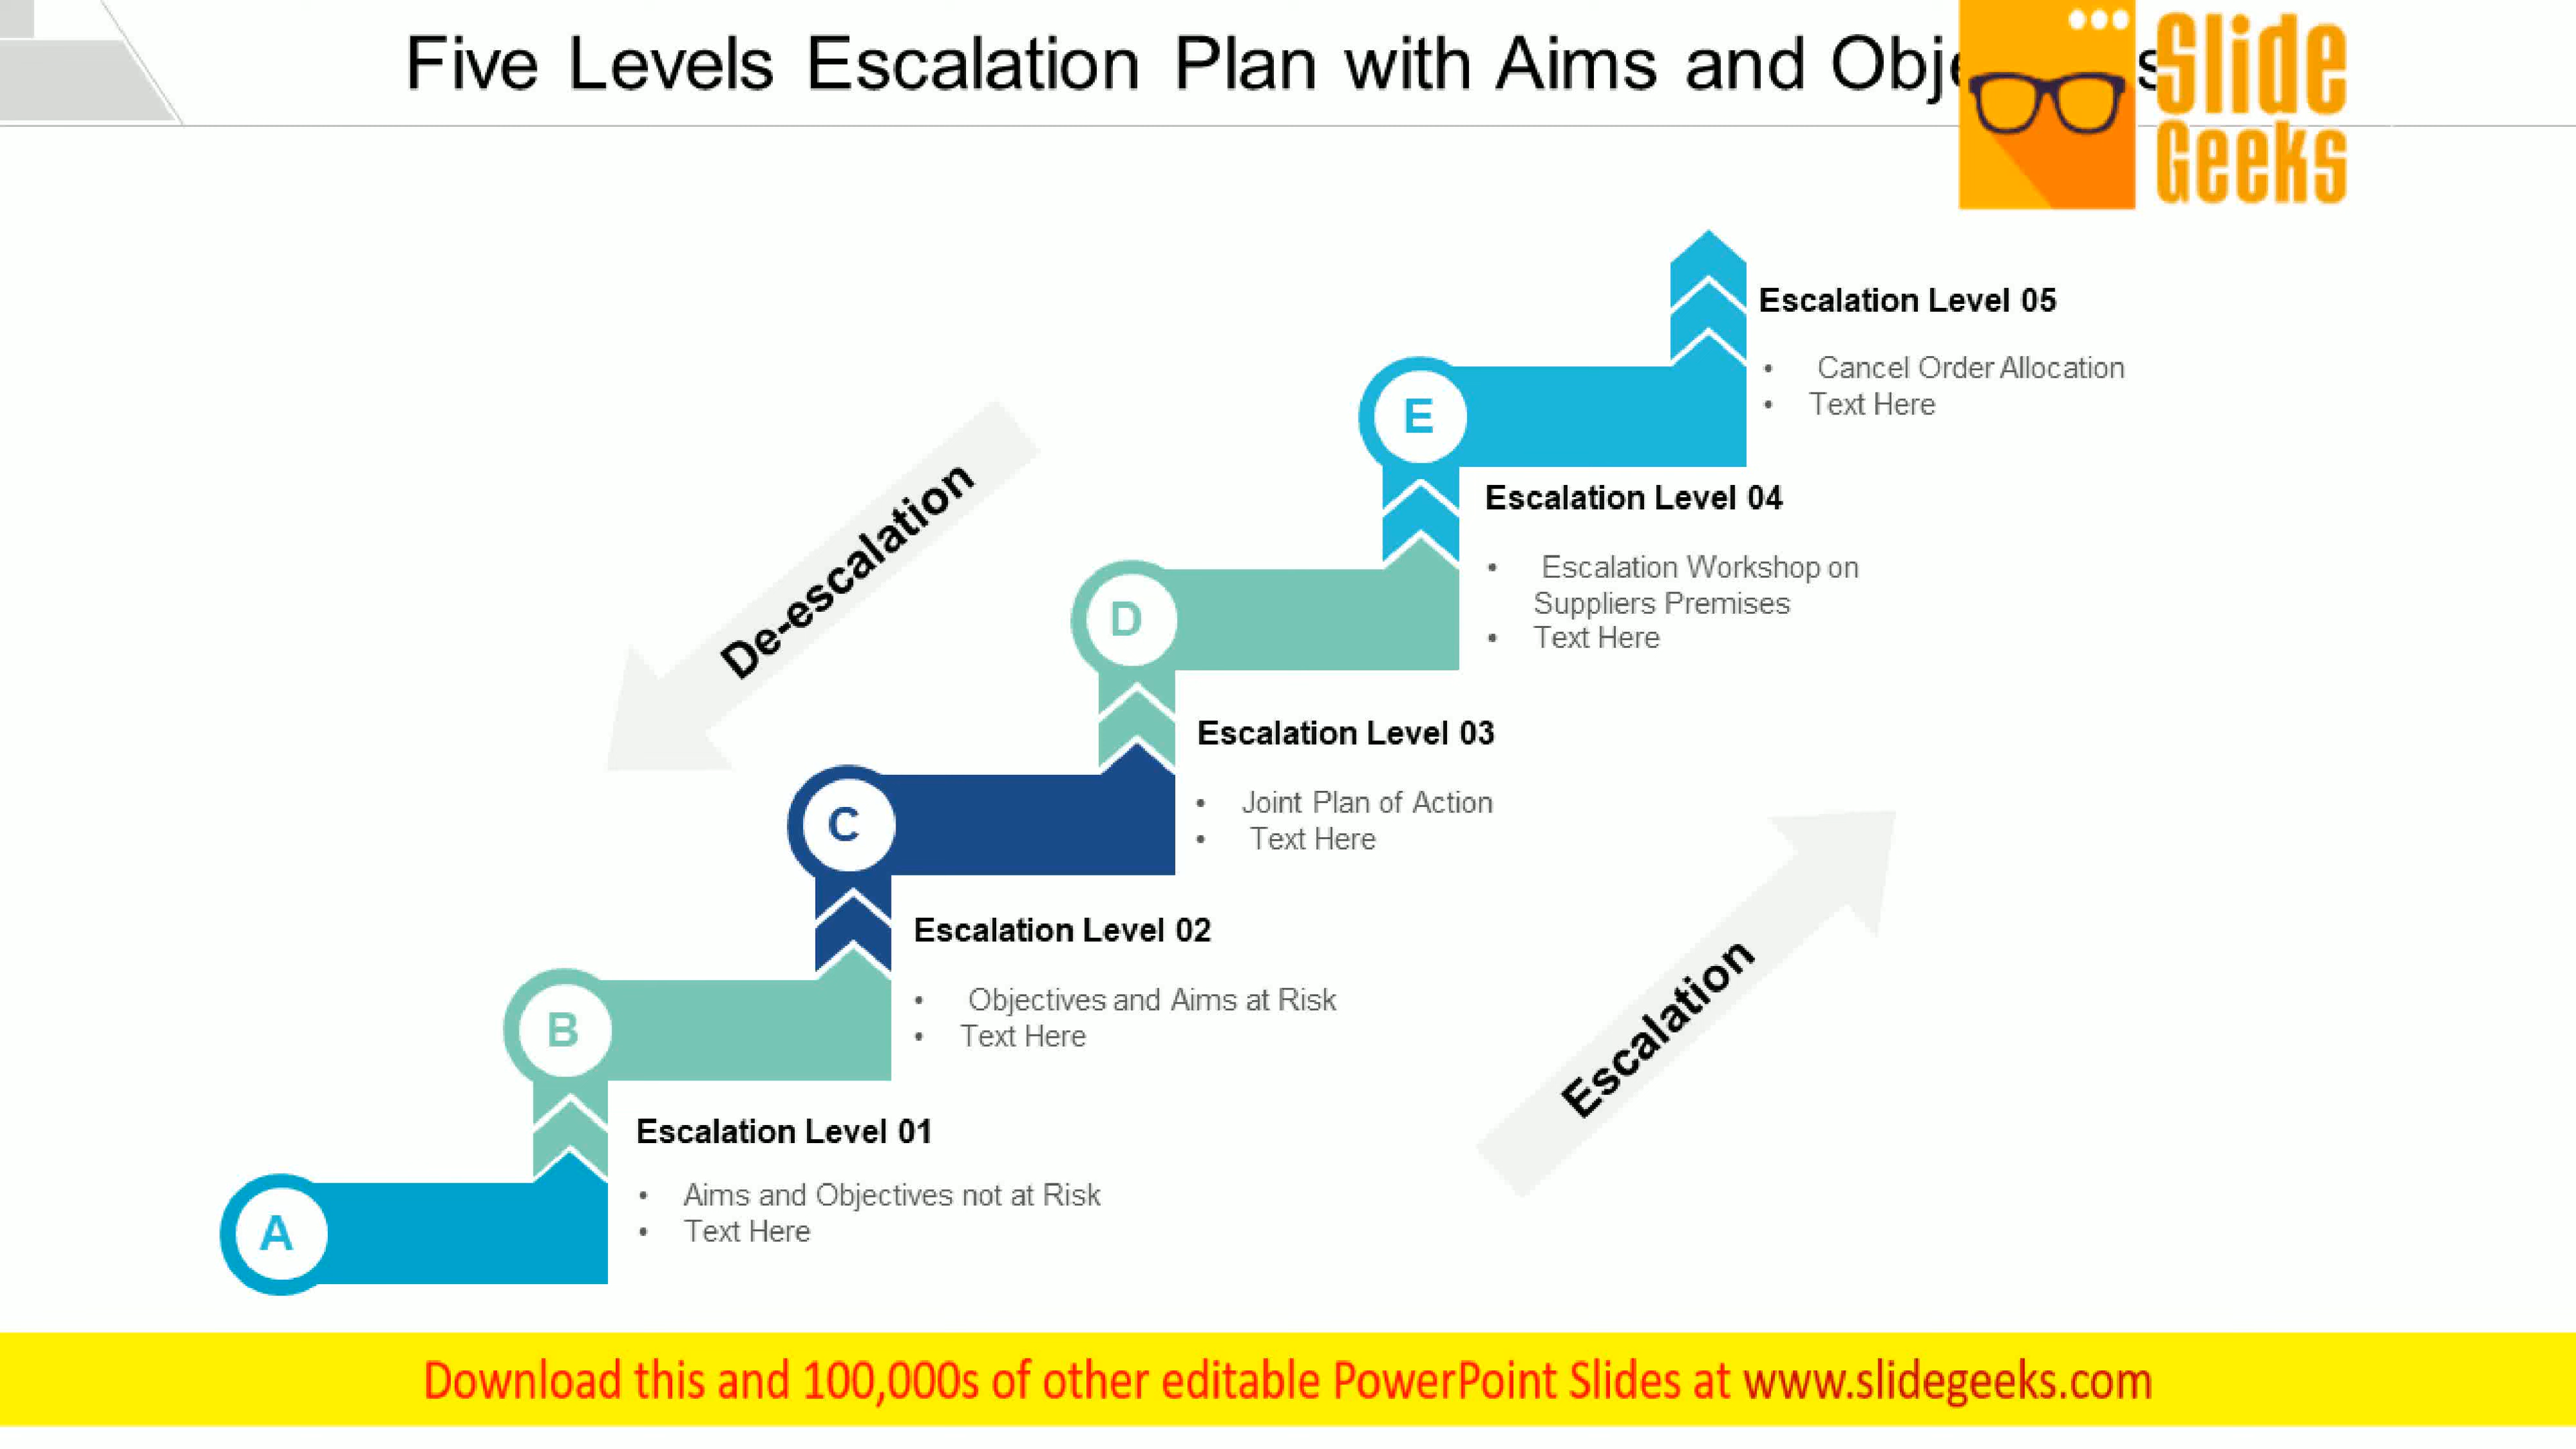 Five Levels Escalation Plan with Aims and
Slide
Geeks
Escalation Level 05
• Cancel Order Allocation
• Text Here
E
Escalation Level 04
• Escalation Workshop on
Suppliers Premises
• Text Here
De-escalation
D
Escalation Level 03
• Joint Plan of Action
• Text Here
C
Escalation Level 02
• Objectives and Aims at Risk
• Text Here
B
Escalation Level 01
• Aims and Objectives not at Risk
• Text Here
A
Escalation
Download this and 100,000s of other editable PowerPoint Slides at www.slidegeeks.com